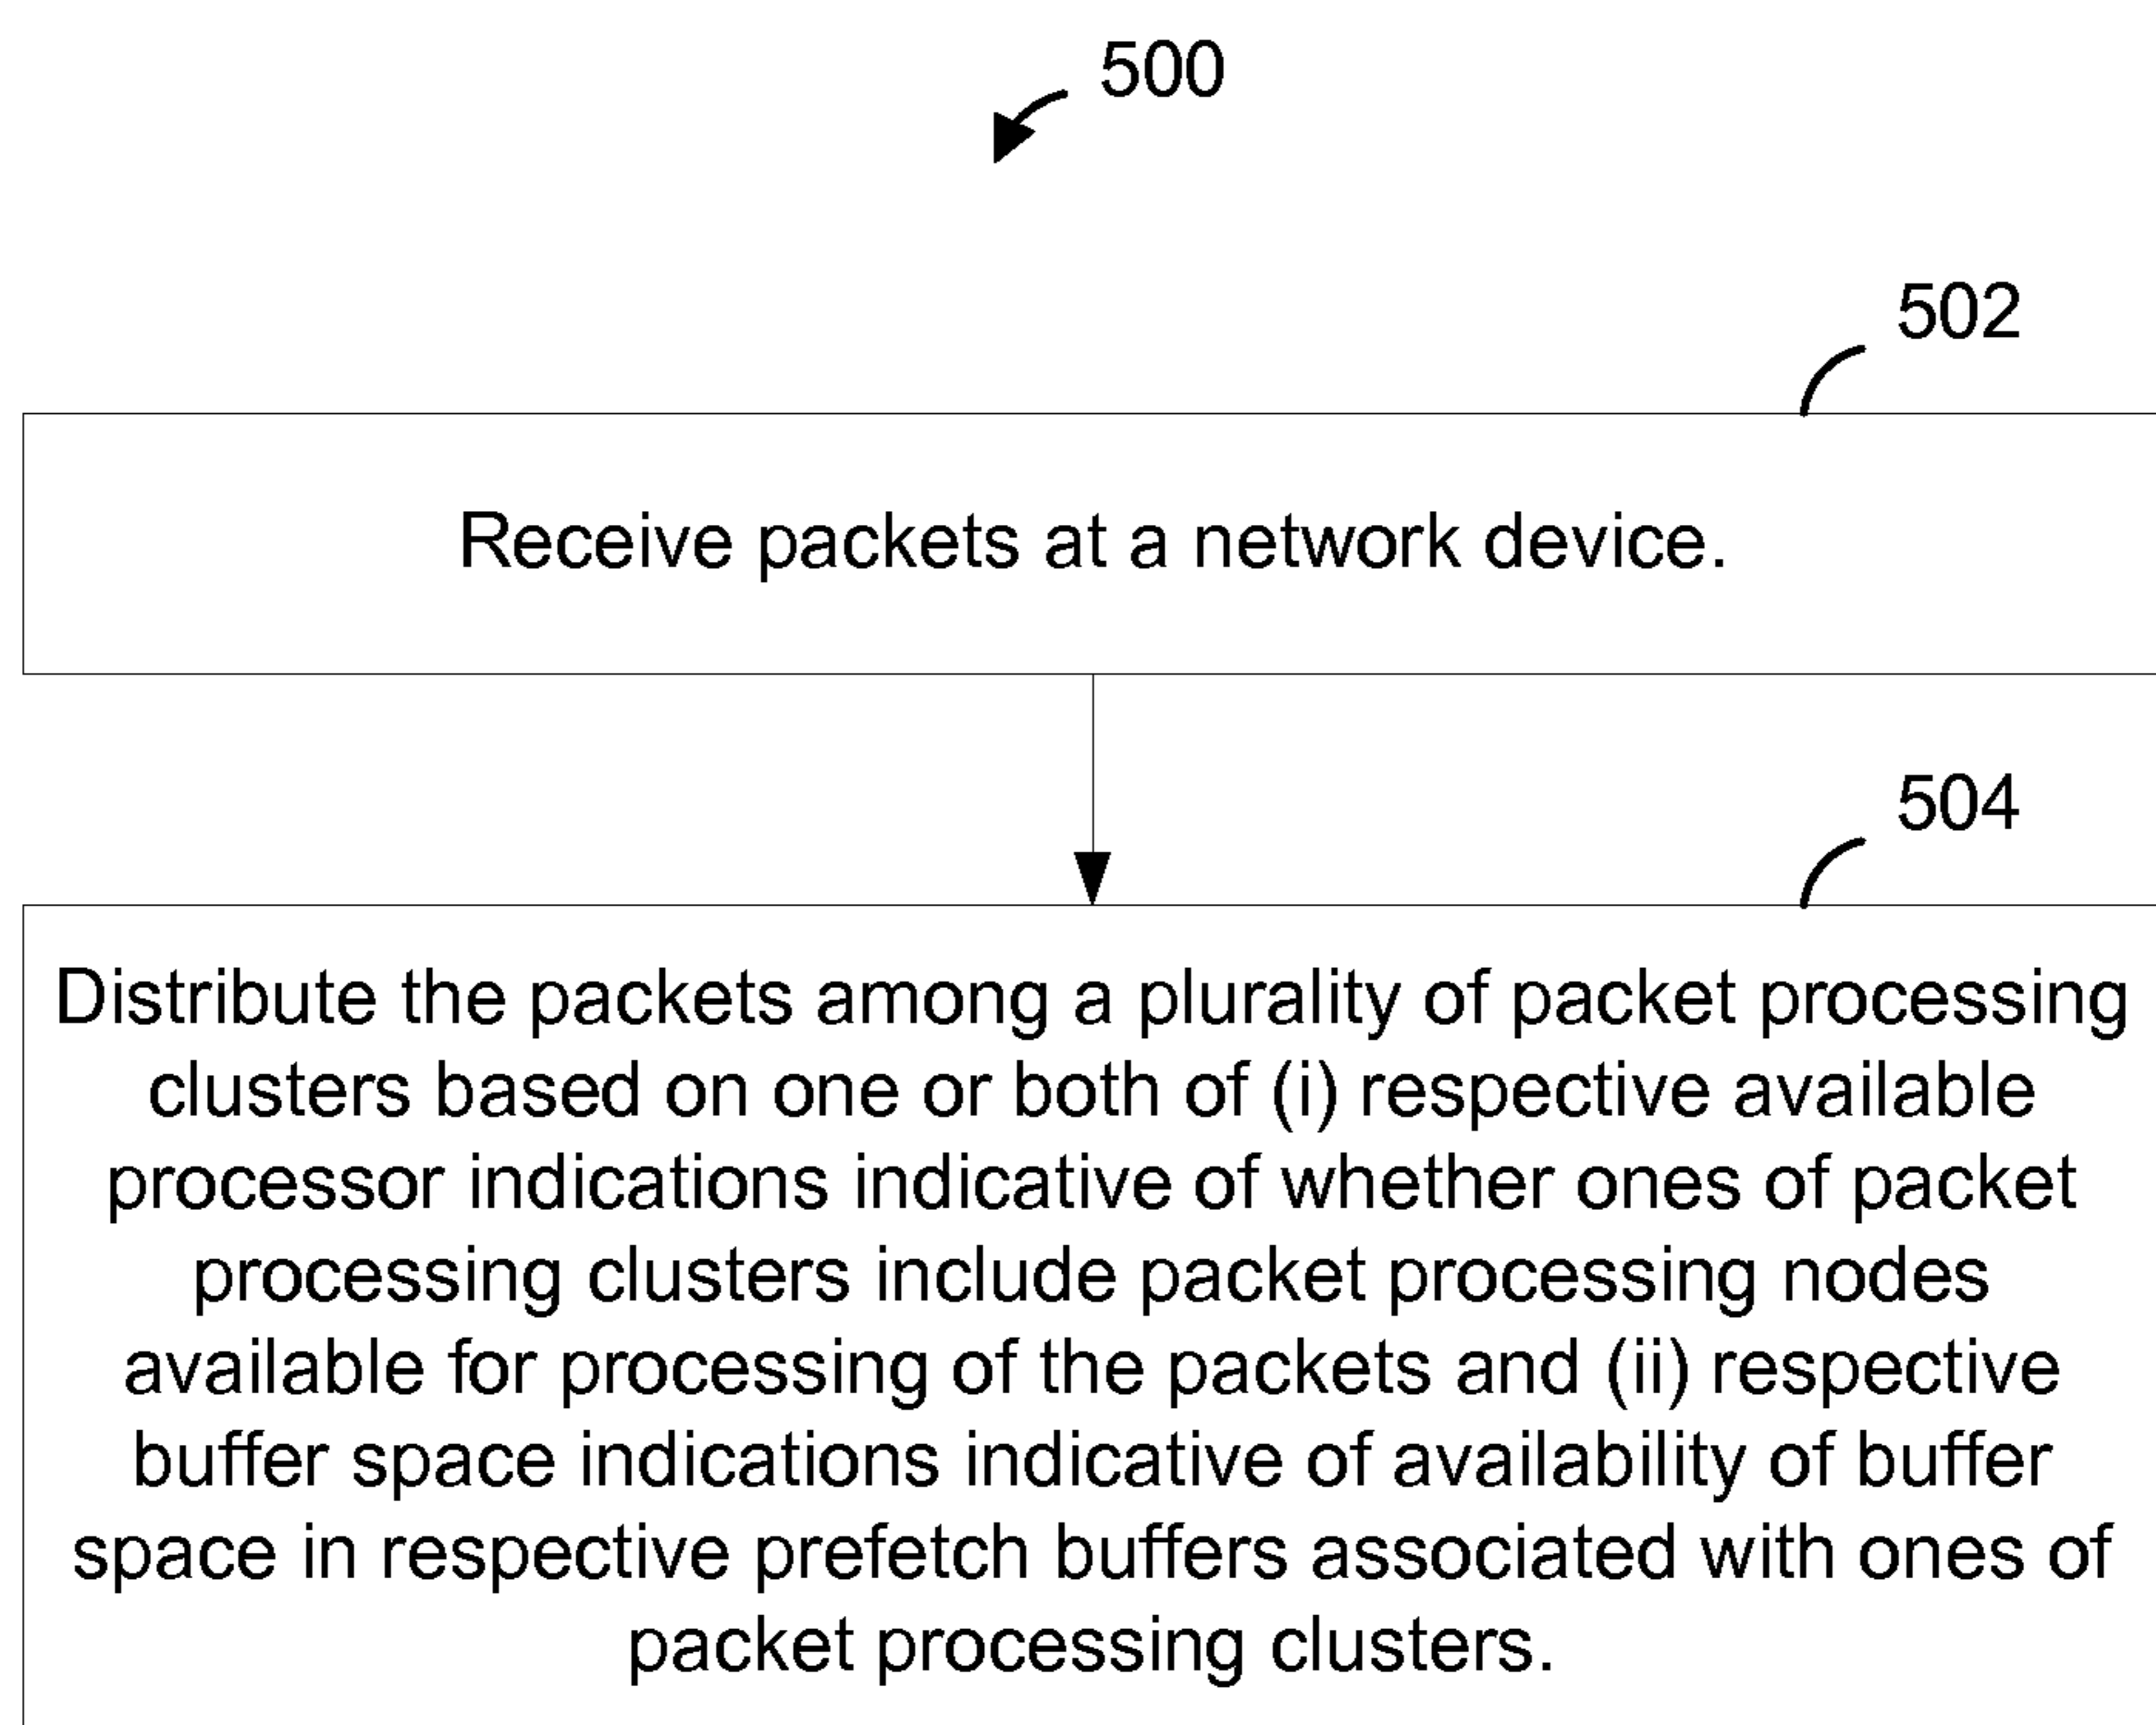 500
502
Receive packets at a network device.
504
Distribute the packets among a plurality of packet processing
clusters based on one or both of (i) respective available
processor indications indicative of whether ones of packet
processing clusters include packet processing nodes
available for processing of the packets and (ii) respective
buffer space indications indicative of availability of buffer
space in respective prefetch buffers associated with ones of
packet processing clusters.